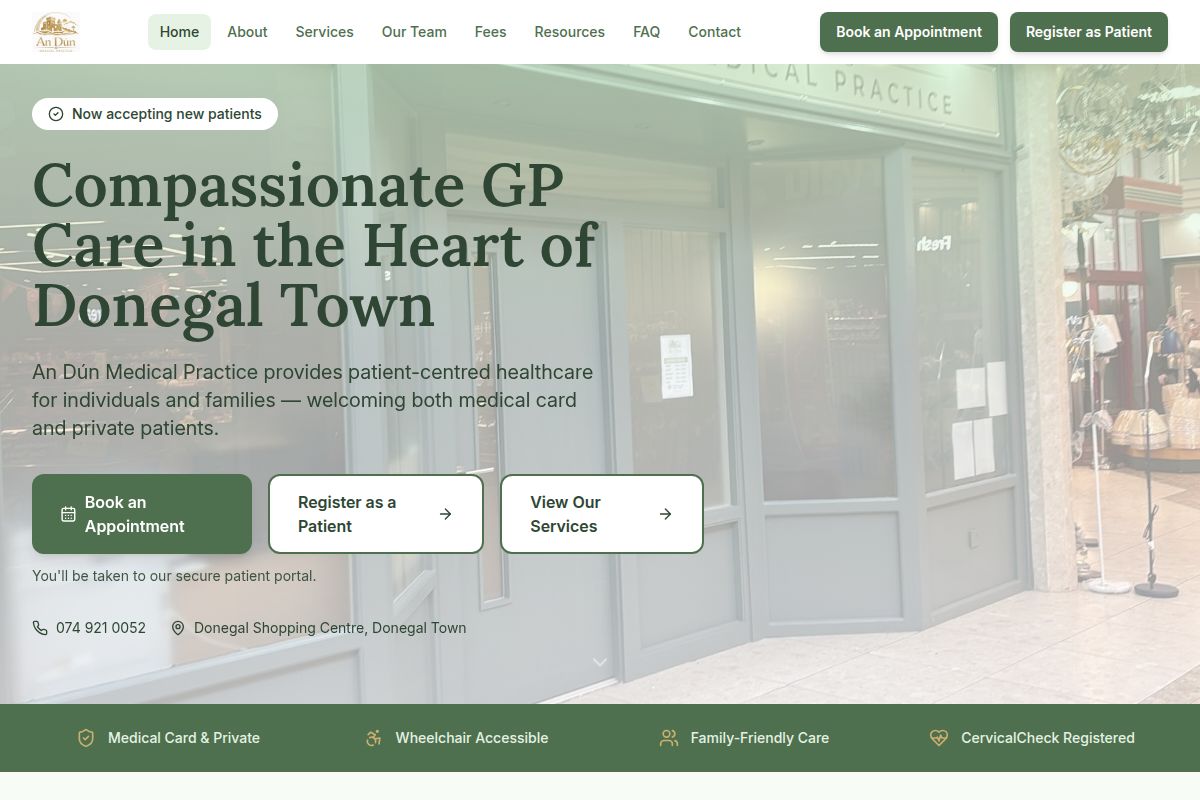 An Dún
Home
About
Services
Our Team
Fees
Resources
FAQ
Contact
Book an Appointment
Register as Patient
DICAL PRACTICE
Now accepting new patients
Compassionate GP
Care in the Heart of
Donegal Town
Fresh
An Dún Medical Practice provides patient-centred healthcare
for individuals and families — welcoming both medical card
and private patients.
Book an
Appointment
Register as a
Patient
View Our
Services
You'll be taken to our secure patient portal.
074 921 0052
Donegal Shopping Centre, Donegal Town
Medical Card & Private
Wheelchair Accessible
Family-Friendly Care
CervicalCheck Registered